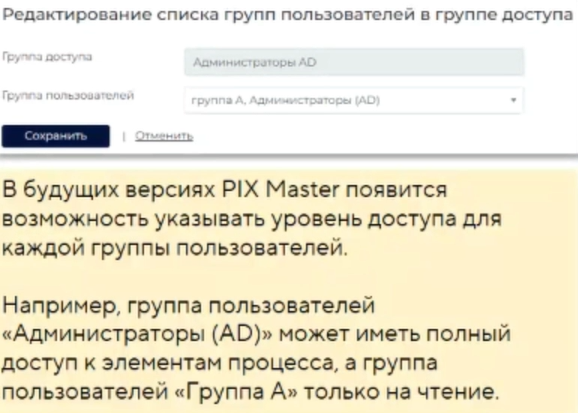 Редактирование списка групп пользователей в группе доступа
Группа доступа
Администраторы AD
Группа пользователей
группа А, Администраторы (AD)
Сохранить | Отменить
В будущих версиях PIX Master появится
возможность указывать уровень доступа для
каждой группы пользователей.
Например, группа пользователей
«Администраторы (AD)» может иметь полный
доступ к элементам процесса, а группа
пользователей «Группа А» только на чтение.